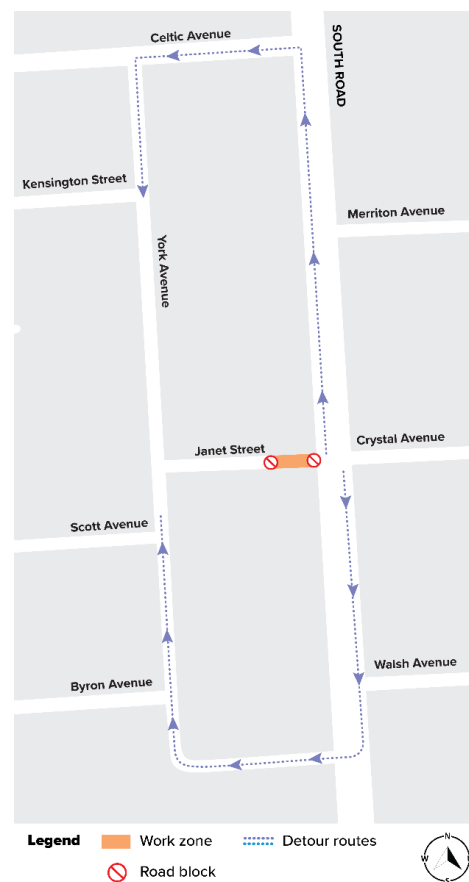 Celtic Avenue
SOUTH ROAD
Kensington Street
Merriton Avenue
York Avenue
Janet Street
Crystal Avenue
Scott Avenue
Walsh Avenue
Byron Avenue
Legend
Work zone
Detour routes
Road block
N
W
E
S